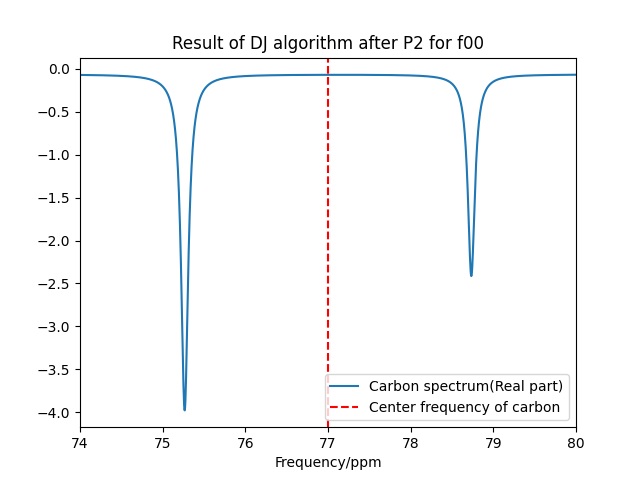 Result of DJ algorithm after P2 for f00
0.0
−0.5
−1.0
−1.5
−2.0
−2.5
−3.0
−3.5
−4.0
Carbon spectrum(Real part)
Center frequency of carbon
74 75 76 77 78 79 80
Frequency/ppm